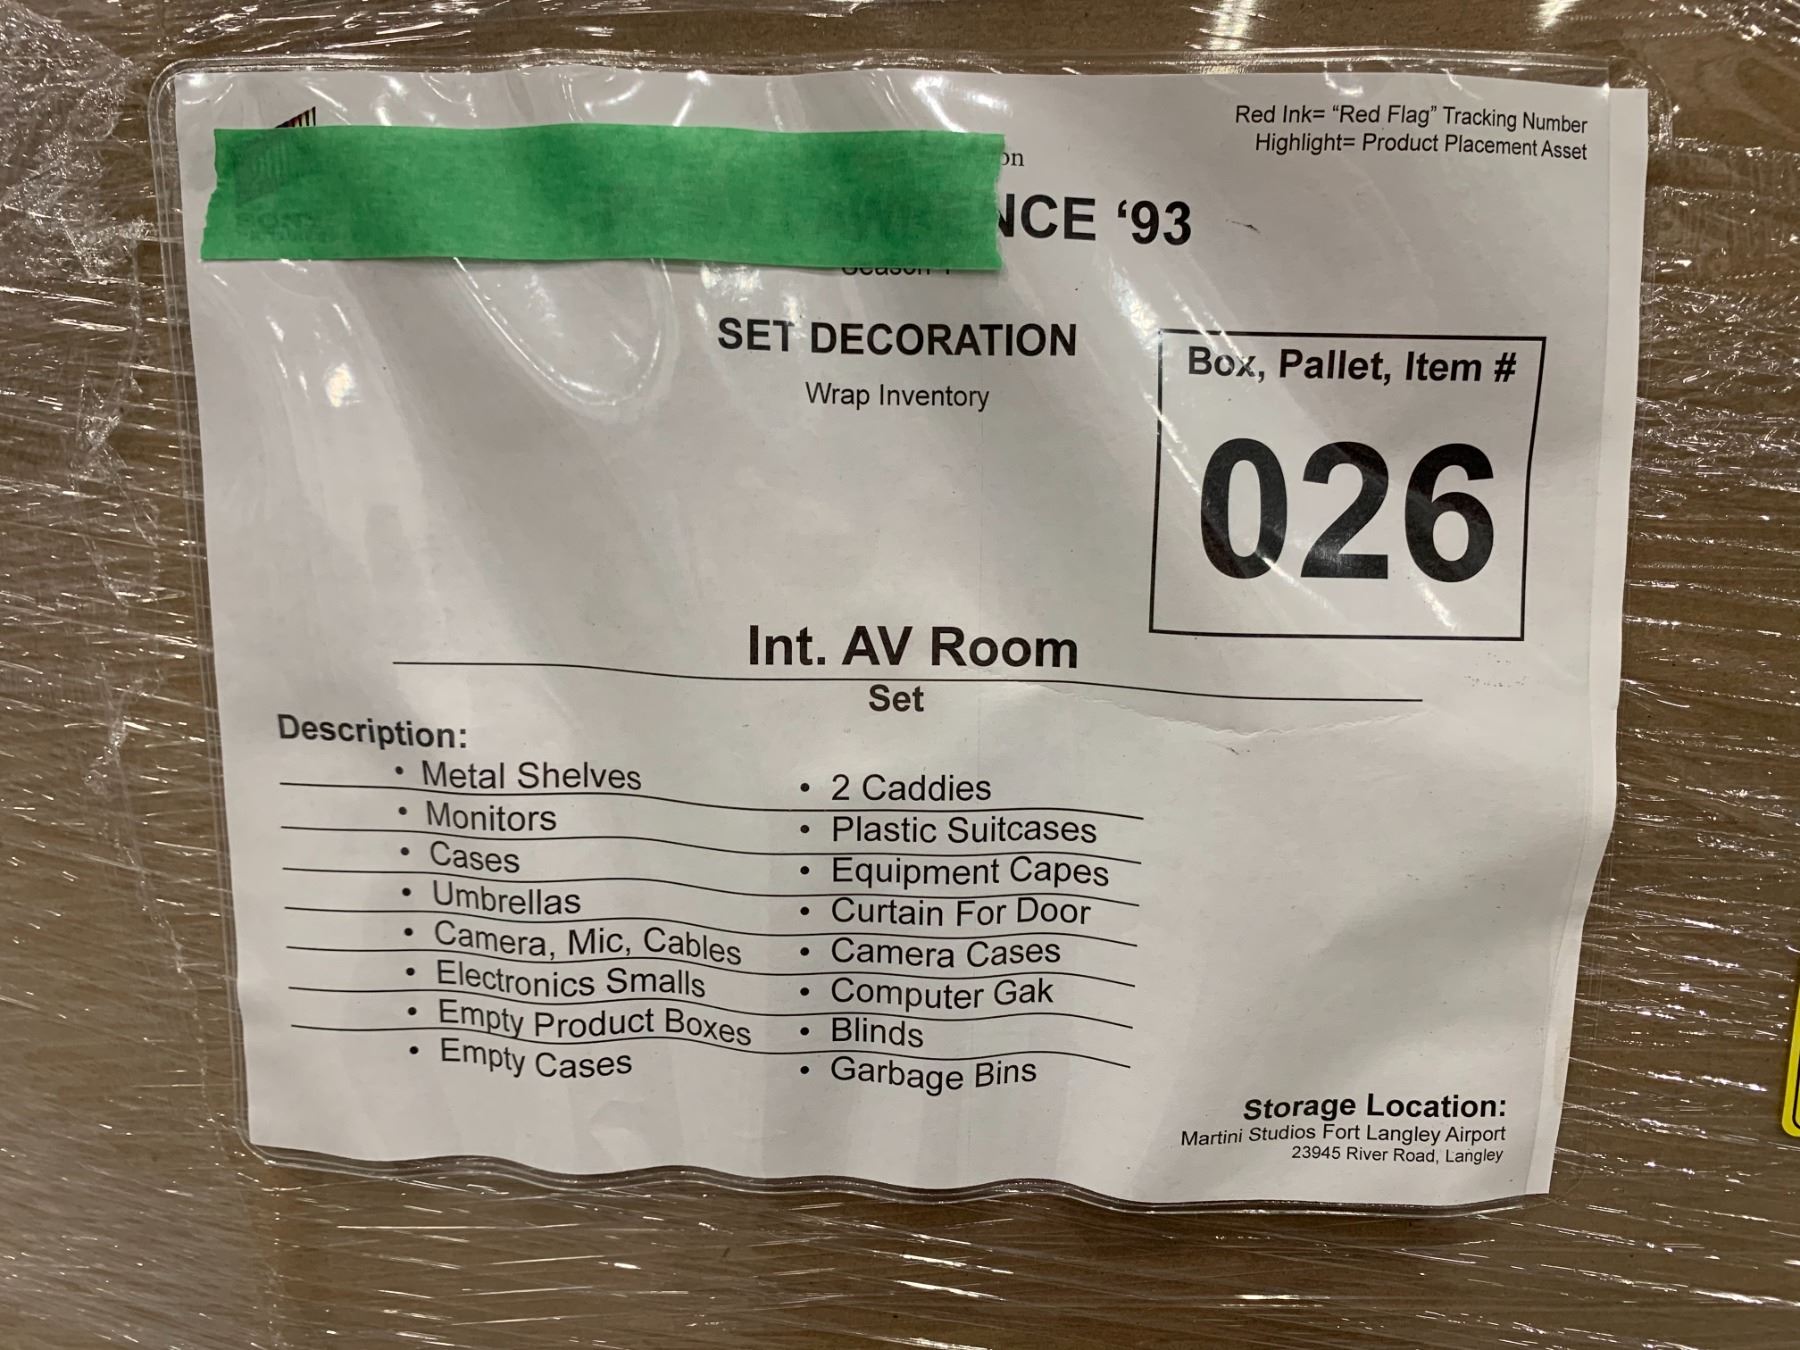 Red Ink= “Red Flag” Tracking Number
Highlight= Product Placement Asset
NCE ‘93
SET DECORATION
Wrap Inventory
Box, Pallet, Item #
026
Int. AV Room
Set
Description:
• Metal Shelves
• Monitors
• Cases
• Umbrellas
• Camera, Mic, Cables
• Electronics Smalls
• Empty Product Boxes
• Empty Cases
• 2 Caddies
• Plastic Suitcases
• Equipment Capes
• Curtain For Door
• Camera Cases
• Computer Gak
• Blinds
• Garbage Bins
Storage Location:
Martini Studios Fort Langley Airport
23945 River Road, Langley